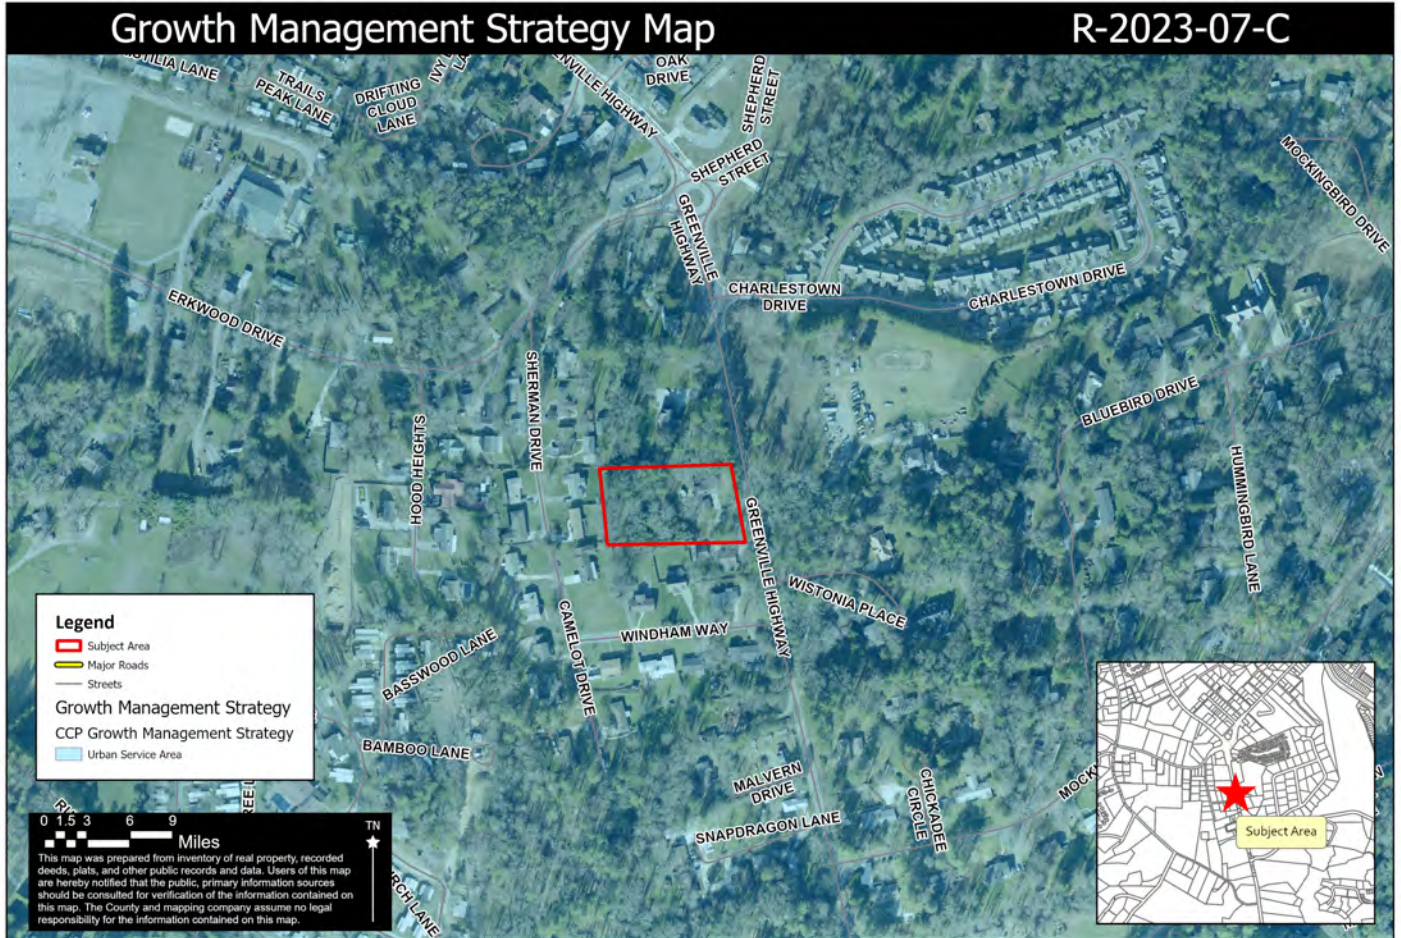 Growth Management Strategy Map
R-2023-07-C
TRAILS
PEAK LANE
DRIFTING
CLOUD
LANE
OAK
DRIVE
SHEPHERD
STREET
HIGHWAY
SHEPHERD
STREET
MOCKINGBIRD DRIVE
GREENVILLE
HIGHWAY
CHARLESTOWN
DRIVE
CHARLESTOWN DRIVE
ERKWOOD DRIVE
SHERMAN DRIVE
HOOD HEIGHTS
BLUEBIRD DRIVE
HUMMINGBIRD LANE
GREENVILLE HIGHWAY
WISTONIA PLACE
WINDHAM WAY
CAMELOT DRIVE
BASSWOOD LANE
BAMBOO LANE
MALVERN
DRIVE
SNAPDRAGON LANE
CHICKADEE
CIRCLE
Legend
Subject Area
Major Roads
Streets
Growth Management Strategy
CCP Growth Management Strategy
Urban Service Area
0 1.5 3 6 9
Miles
TN
This map was prepared from inventory of real property, recorded
deeds, plats, and other public records and data. Users of this map
are hereby notified that the public, primary information sources
should be consulted for verification of the information contained on
this map. The County and mapping company assume no legal
responsibility for the information contained on this map.
LANE
Subject Area